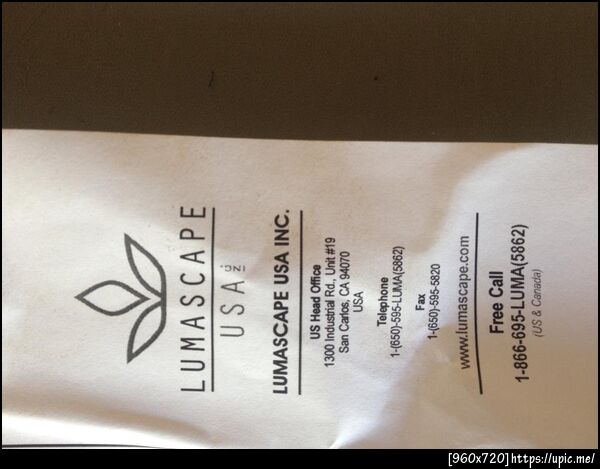 LUMASCAPE
USA INC
LUMASCAPE USA INC.
US Head Office
1300 Industrial Rd., Unit #19
San Carlos, CA 94070
USA
Telephone
1-(650)-595-LUMA(5862)
Fax
1-(650)-595-5820
www.lumascape.com
Free Call
1-866-695-LUMA(5862)
(US & Canada)
[960x720]https://upic.me/